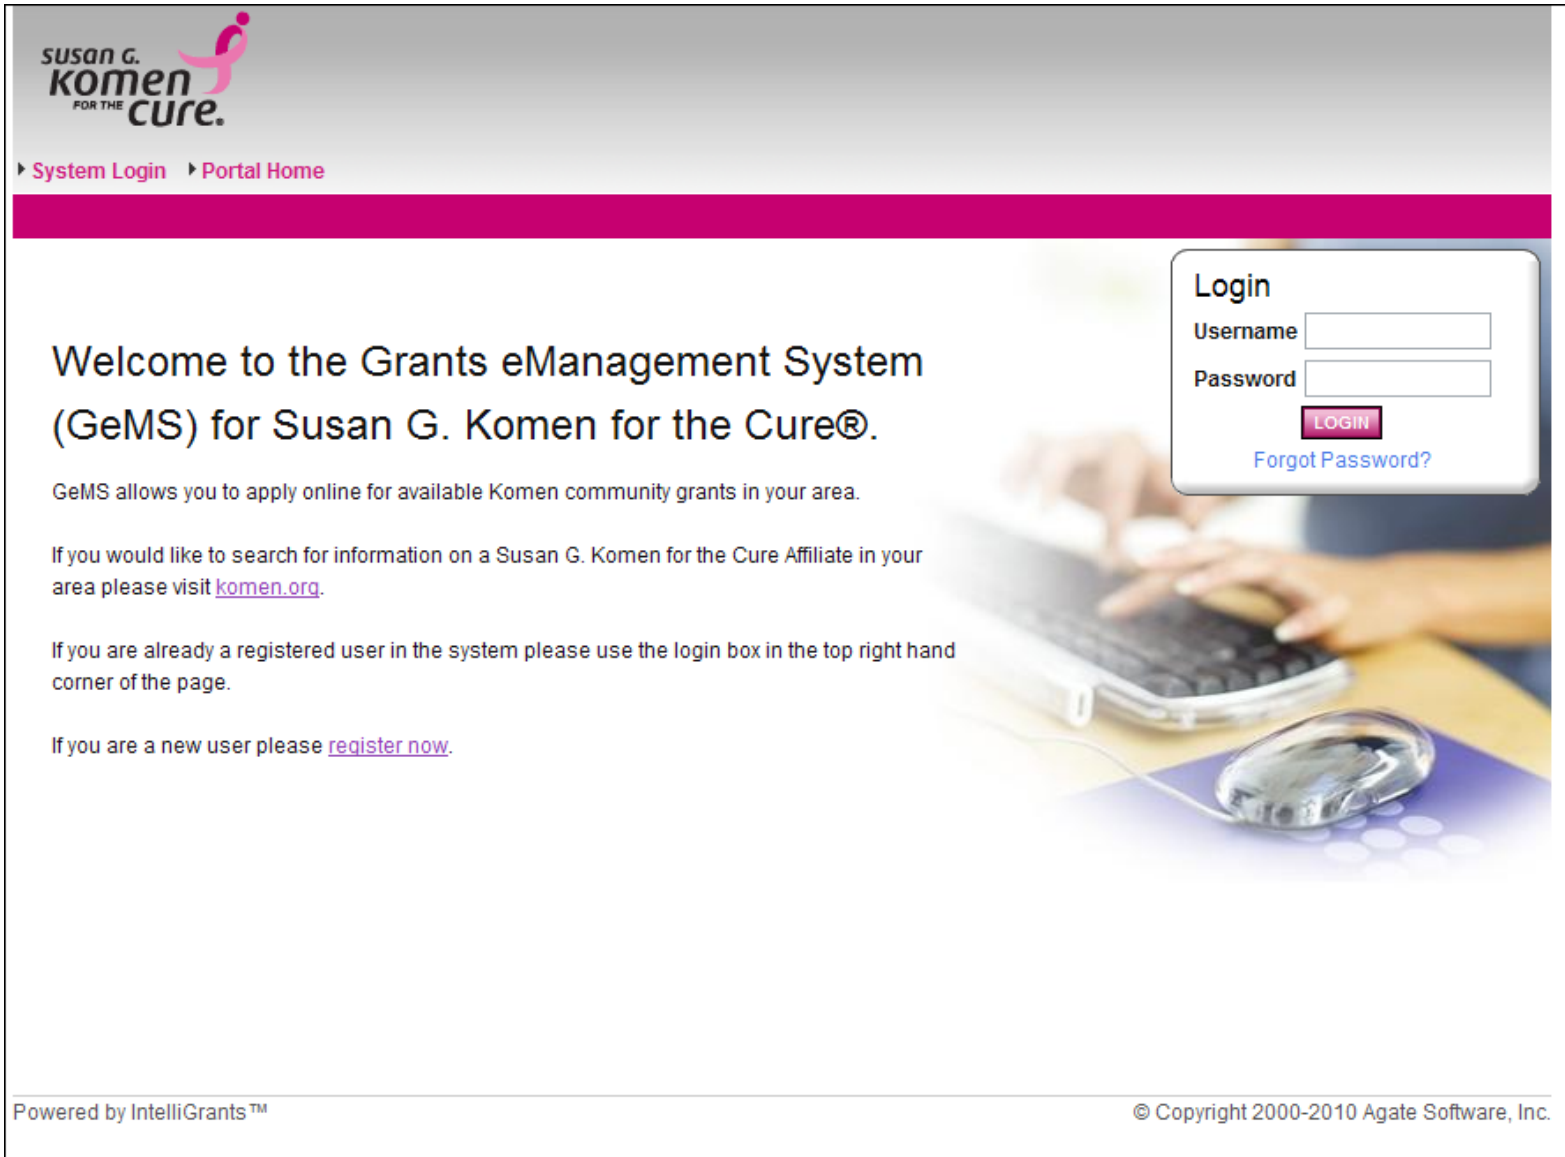 susan g.
komen
FOR THE cure.
System Login Portal Home
Login
Username
Password
LOGIN
Forgot Password?
Welcome to the Grants eManagement System
(GeMS) for Susan G. Komen for the Cure®.
GeMS allows you to apply online for available Komen community grants in your area.
If you would like to search for information on a Susan G. Komen for the Cure Affiliate in your
area please visit komen.org.
If you are already a registered user in the system please use the login box in the top right hand
corner of the page.
If you are a new user please register now.
Powered by IntelliGrants™
© Copyright 2000-2010 Agate Software, Inc.